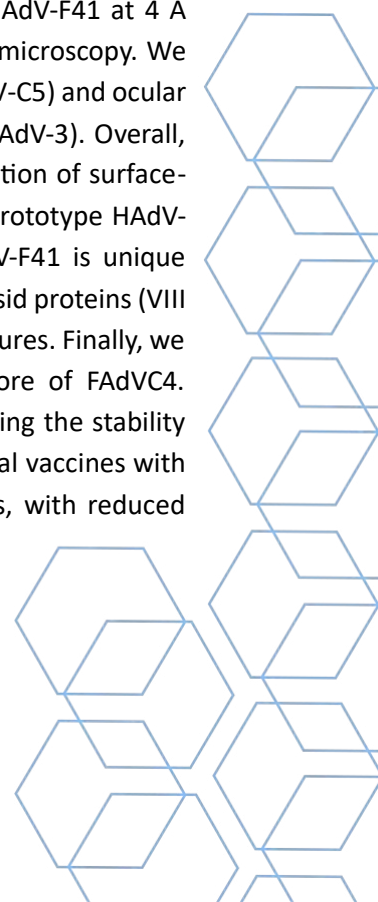 AdV-F41 at 4 A
microscopy. We
V-C5) and ocular
AdV-3). Overall,
tion of surface-
rototype HAdV-
V-F41 is unique
sid proteins (VIII
ures. Finally, we
ore of FAdVC4.
ing the stability
al vaccines with
s, with reduced